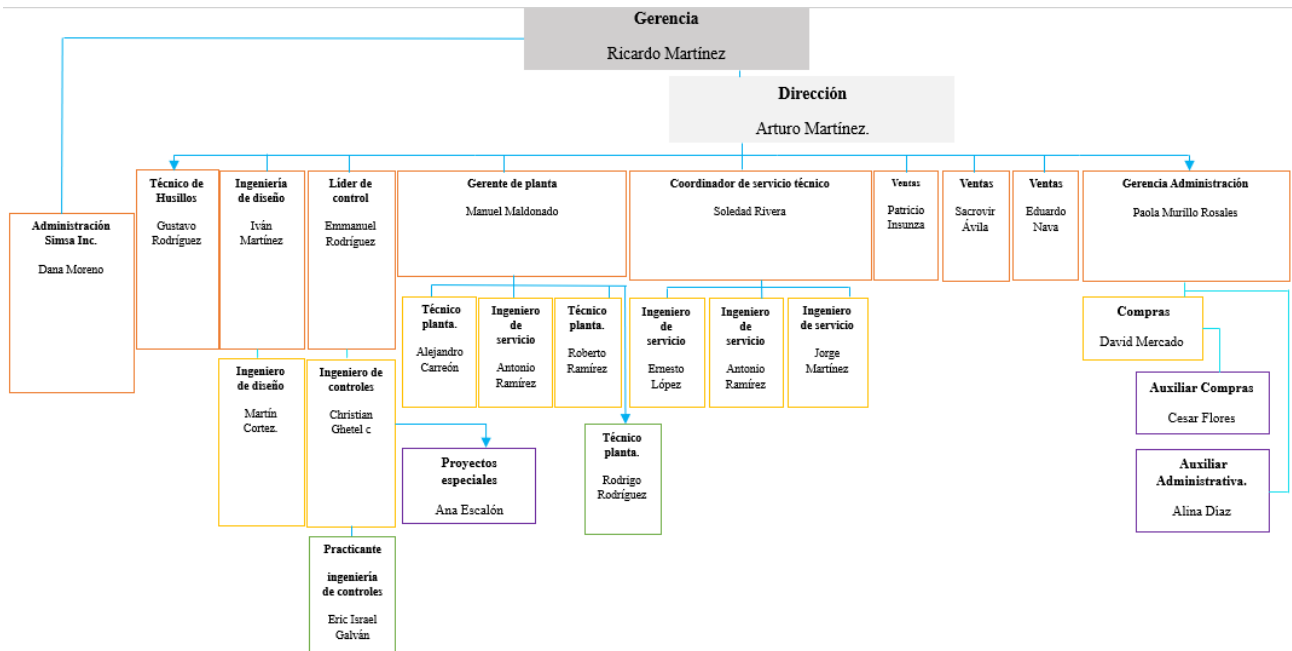 Gerencia
Ricardo Martínez
Dirección
Arturo Martínez.
Administración
Simsa Inc.
Dana Moreno
Técnico de
Husillos
Gustavo
Rodríguez
Ingeniería
de diseño
Iván
Martínez
Líder de
control
Emmanuel
Rodríguez
Gerente de planta
Manuel Maldonado
Coordinador de servicio técnico
Soledad Rivera
Ventas
Patricio
Insunza
Ventas
Sacrovir
Ávila
Ventas
Eduardo
Nava
Gerencia Administración
Paola Murillo Rosales
Técnico
planta.
Alejandro
Carreón
Ingeniero
de
servicio
Antonio
Ramírez
Técnico
planta.
Roberto
Ramírez
Ingeniero
de
servicio
Ernesto
López
Ingeniero
de
servicio
Antonio
Ramírez
Ingeniero
de servicio
Jorge
Martínez
Compras
David Mercado
Ingeniero
de diseño
Martín
Cortez.
Ingeniero de
controles
Christian
Ghetel c
Auxiliar Compras
Cesar Flores
Técnico
planta.
Rodrigo
Rodríguez
Proyectos
especiales
Ana Escalón
Auxiliar
Administrativa.
Alina Díaz
Practicante
ingeniería
de controles
Eric Israel
Galván